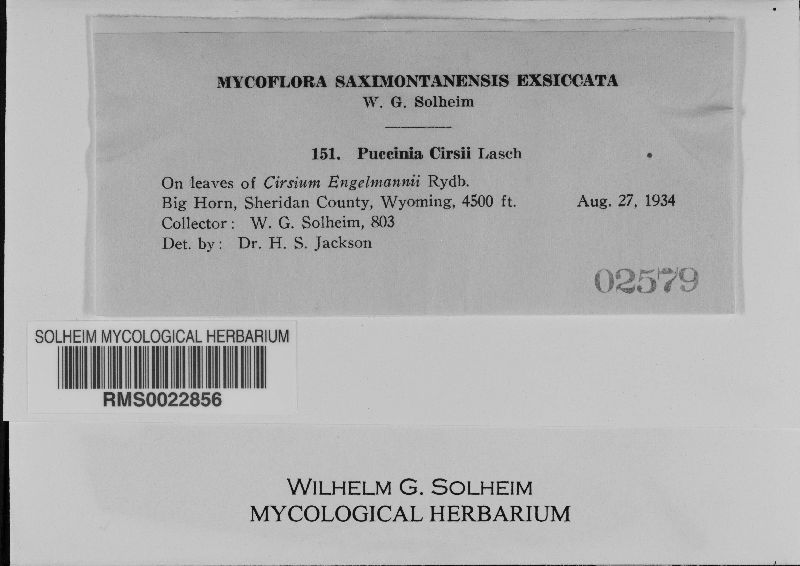 MYCOFLORA SAXIMONTANENSIS EXSICCATA
W. G. Solheim
151. Puccinia Cirsii Lasch
On leaves of Cirsium Engelmannii Rydb.
Big Horn, Sheridan County, Wyoming, 4500 ft. Aug. 27, 1934
Collector: W. G. Solheim, 803
Det. by: Dr. H. S. Jackson
02579
SOLHEIM MYCOLOGICAL HERBARIUM
RMS0022856
WILHELM G. SOLHEIM
MYCOLOGICAL HERBARIUM